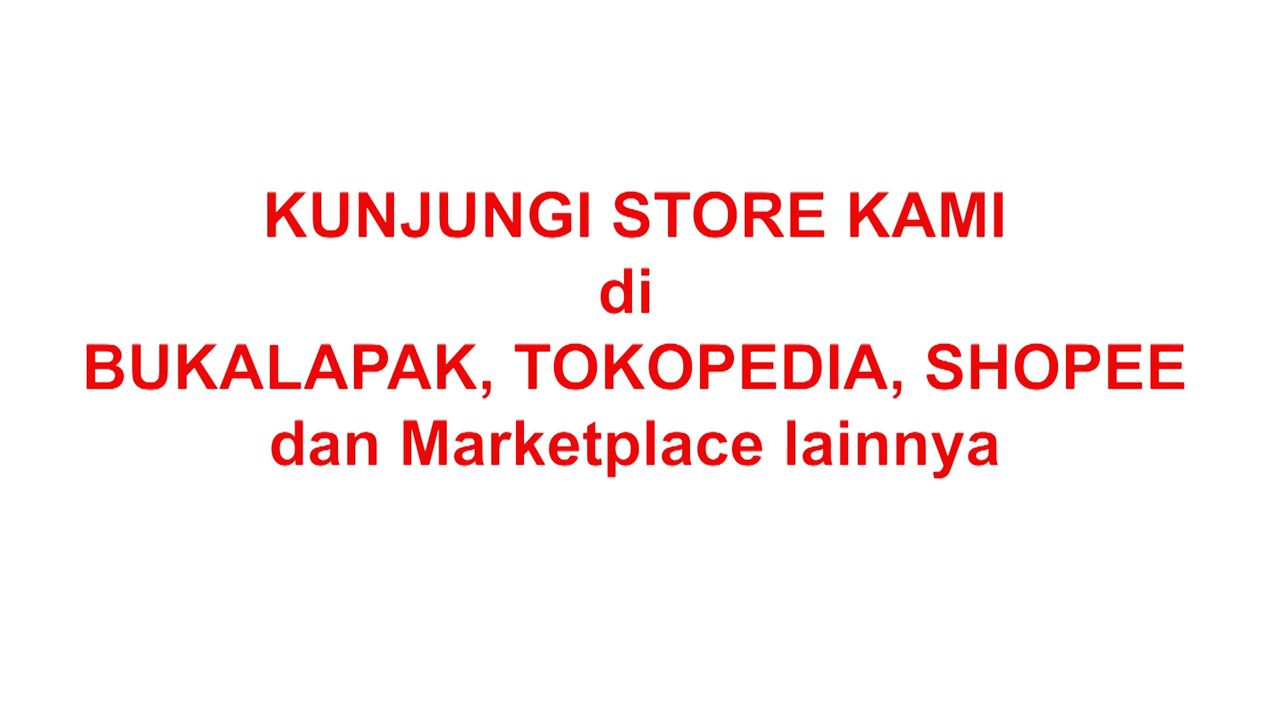 KUNJUNGI STORE KAMI
di
BUKALAPAK, TOKOPEDIA, SHOPEE
dan Marketplace lainnya